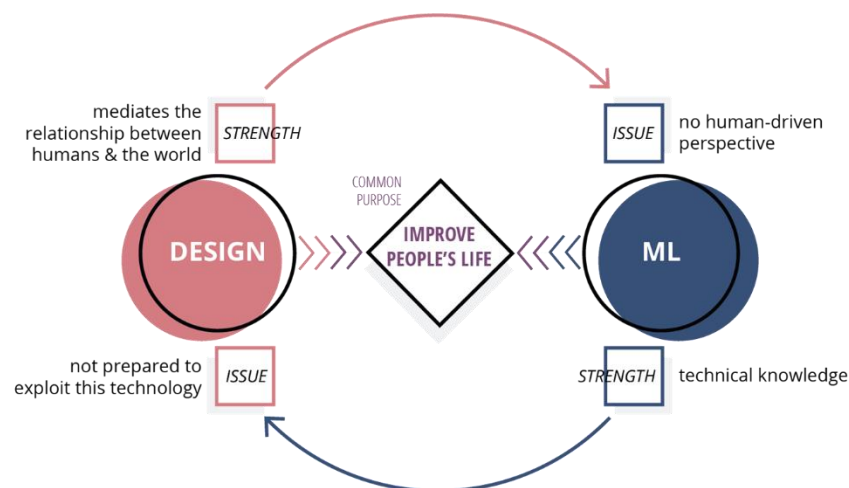 mediates the
relationship between
humans & the world
STRENGTH
ISSUE
no human-driven
perspective
COMMON
PURPOSE
DESIGN
IMPROVE
PEOPLE'S LIFE
ML
not prepared to
exploit this technology
ISSUE
STRENGTH
technical knowledge